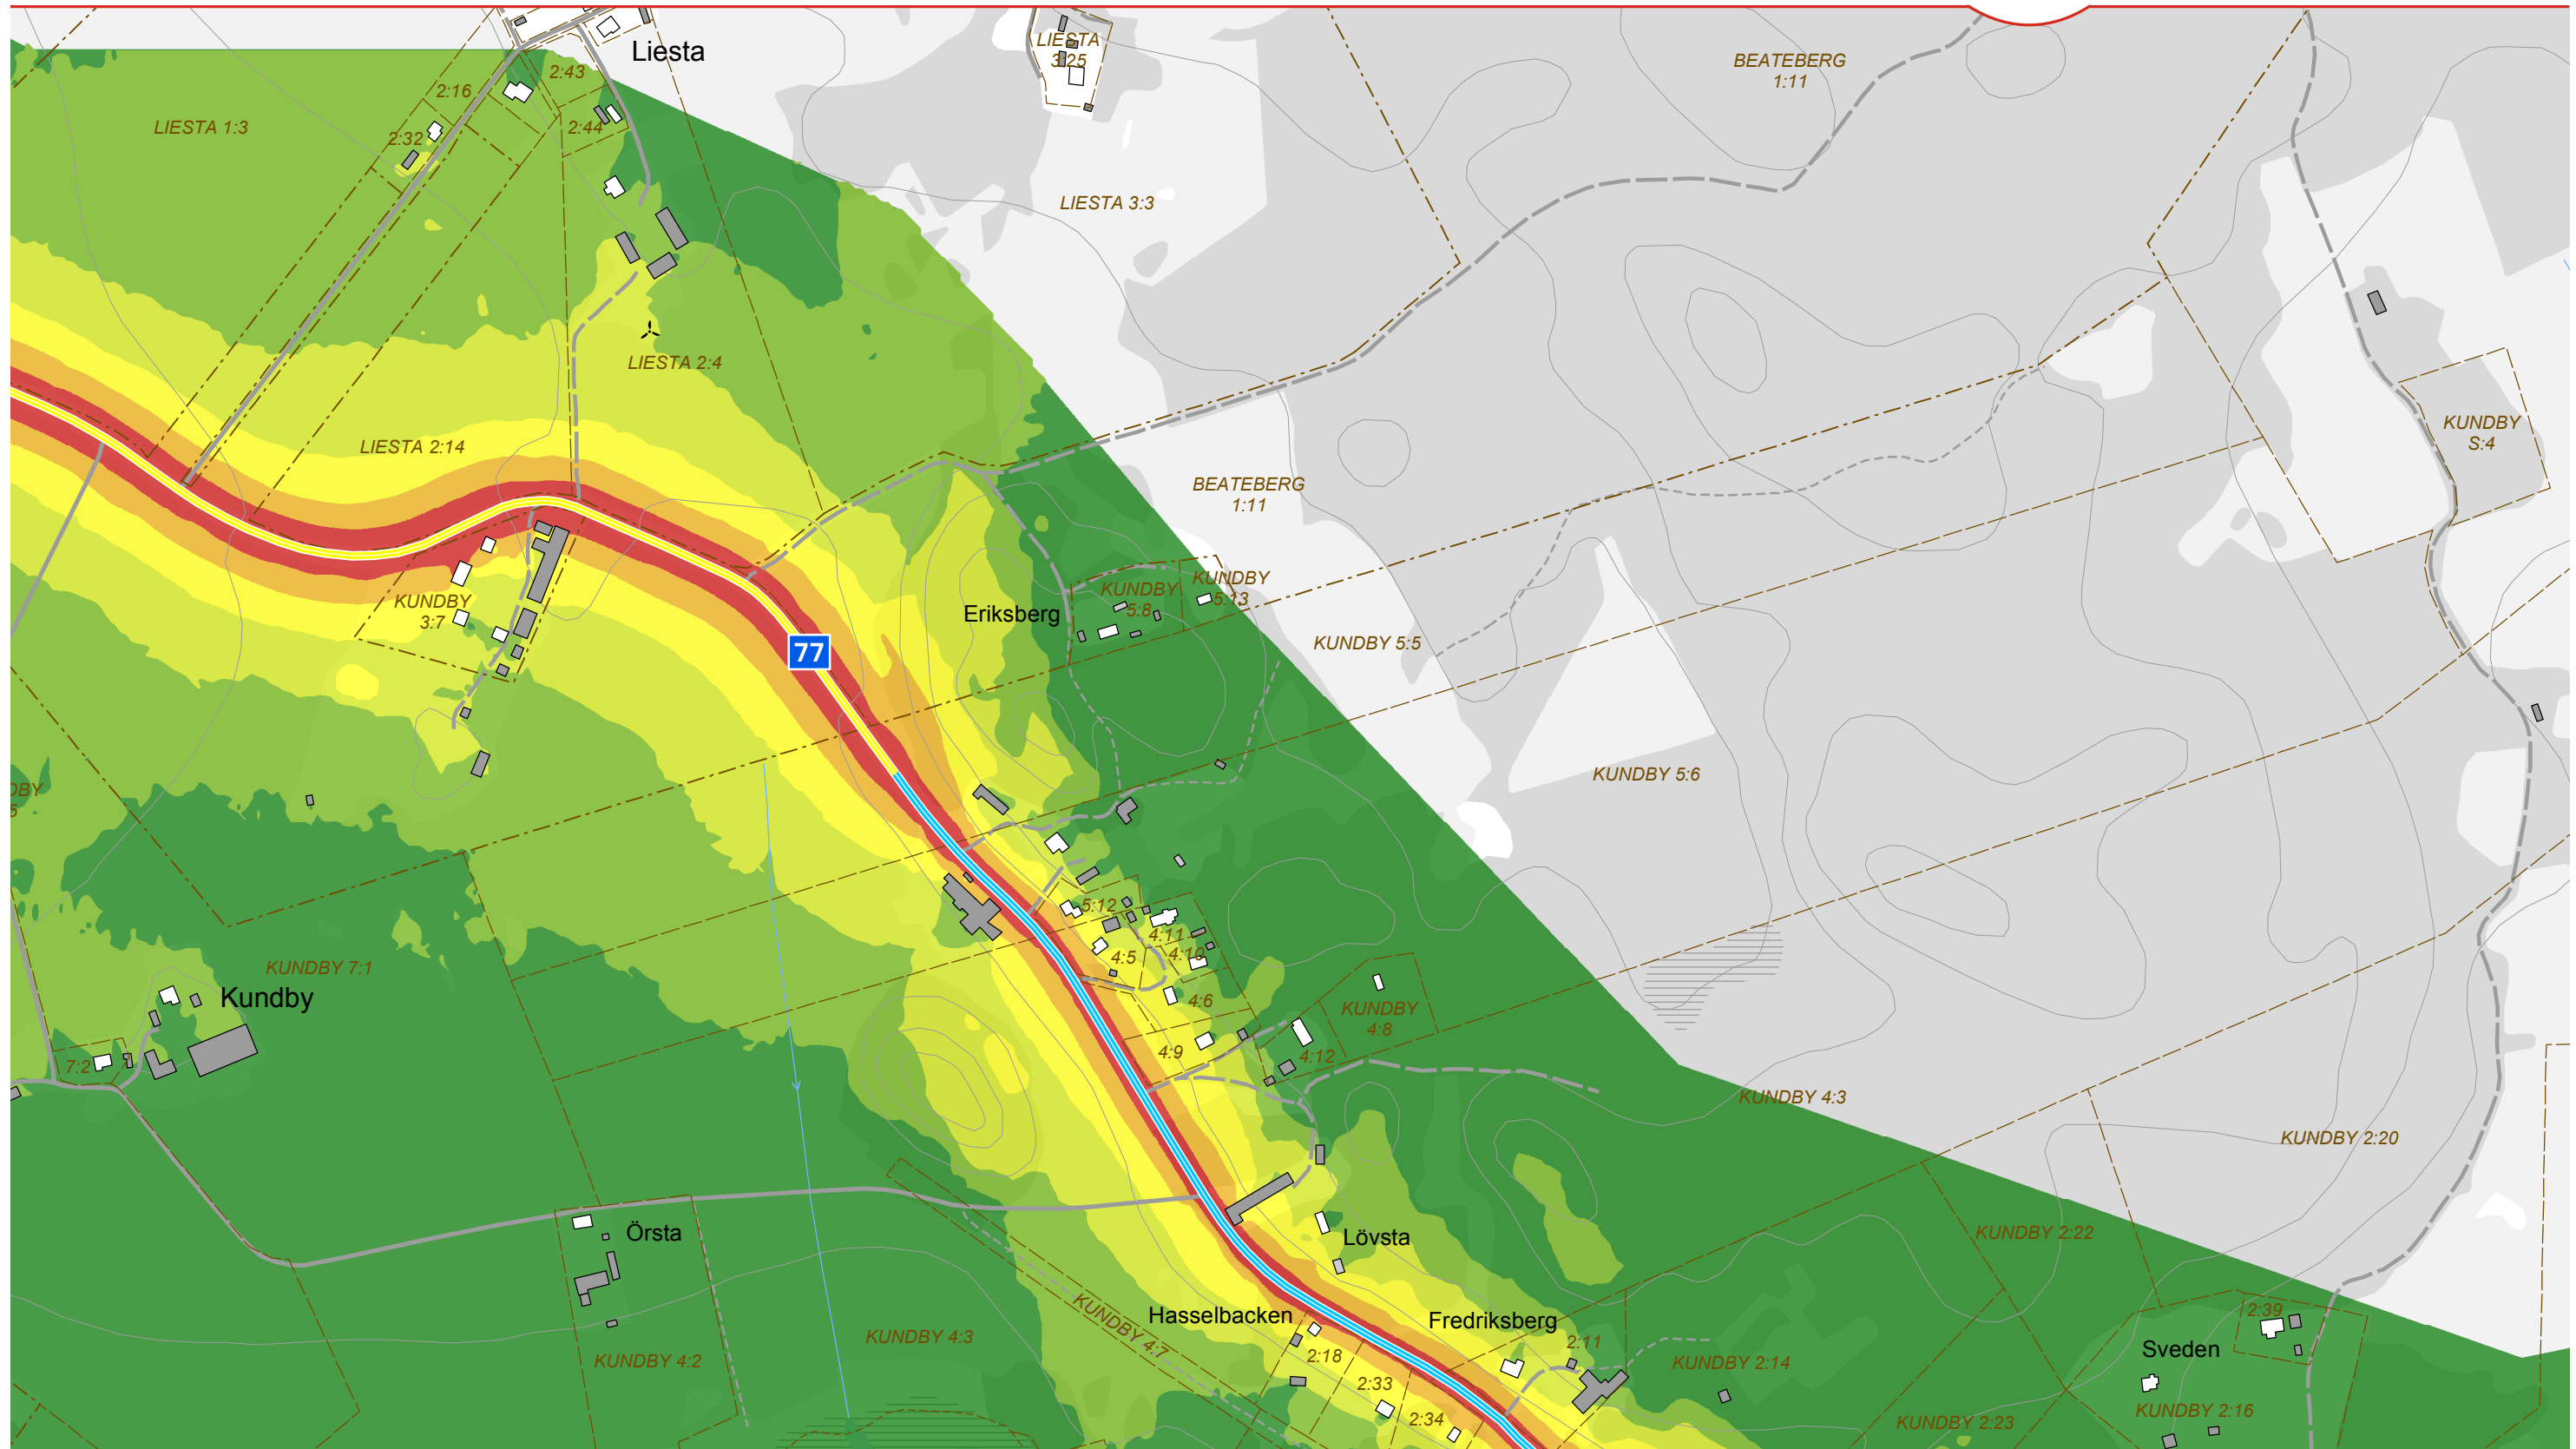 Liesta
LIESTA
3:25
BEATEBERG
1:11
2:43
2:16
LIESTA 1:3
2:44
2:32
LIESTA 3:3
LIESTA 2:4
LIESTA 2:14
KUNDBY
S:4
BEATEBERG
1:11
KUNDBY
5:13
KUNDBY
5:8
KUNDBY
3:7
Eriksberg
KUNDBY 5:5
77
KUNDBY 5:6
5:12
4:11
4:10
4:5
KUNDBY 7:1
Kundby
4:6
KUNDBY
4:8
4:9
4:12
7:2
KUNDBY 4:3
KUNDBY 2:20
Örsta
Lövsta
KUNDBY 2:22
Hasselbacken
Fredriksberg
2:39
KUNDBY 4:7
KUNDBY 4:3
2:11
Sveden
2:18
KUNDBY 4:2
KUNDBY 2:14
2:33
2:34
KUNDBY 2:23
KUNDBY 2:16